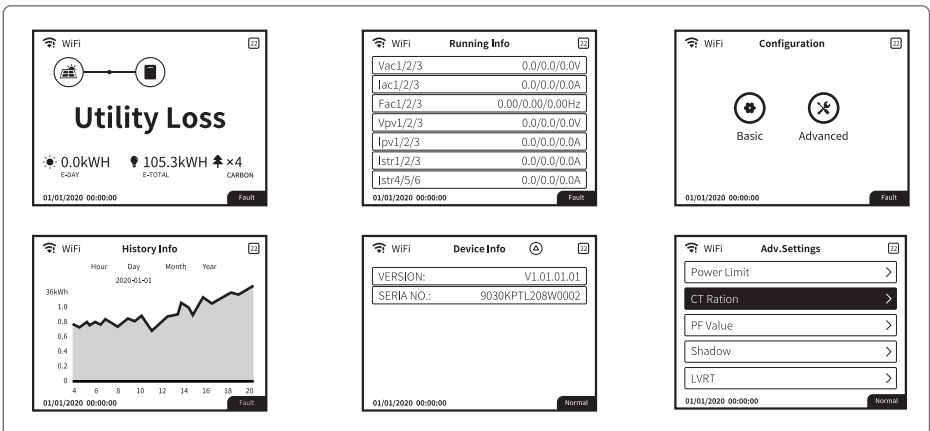 WiFi 22
Utility Loss
0.0kWH 105.3kWH ×4
E-DAY E-TOTAL CARBON
01/01/2020 00:00:00 Fault
WiFi Running Info 22
Vac1/2/3 0.0/0.0/0.0V
Iac1/2/3 0.0/0.0/0.0A
Fac1/2/3 0.00/0.00/0.00Hz
Vpv1/2/3 0.0/0.0/0.0V
Ipv1/2/3 0.0/0.0/0.0A
Istr1/2/3 0.0/0.0/0.0A
Istr4/5/6 0.0/0.0/0.0A
01/01/2020 00:00:00 Fault
WiFi Configuration 22
Basic Advanced
01/01/2020 00:00:00 Fault
WiFi History Info 22
Hour Day Month Year
2020-01-01
36kWh
1.0
0.8
0.6
0.4
0.2
0
4 6 8 10 12 14 16 18 20
01/01/2020 00:00:00 Fault
WiFi Device Info 22
VERSION: V1.01.01.01
SERIA NO.: 9030KPTL208W0002
01/01/2020 00:00:00 Normal
WiFi Adv.Settings 22
Power Limit
CT Ration
PF Value
Shadow
LVRT
01/01/2020 00:00:00 Normal